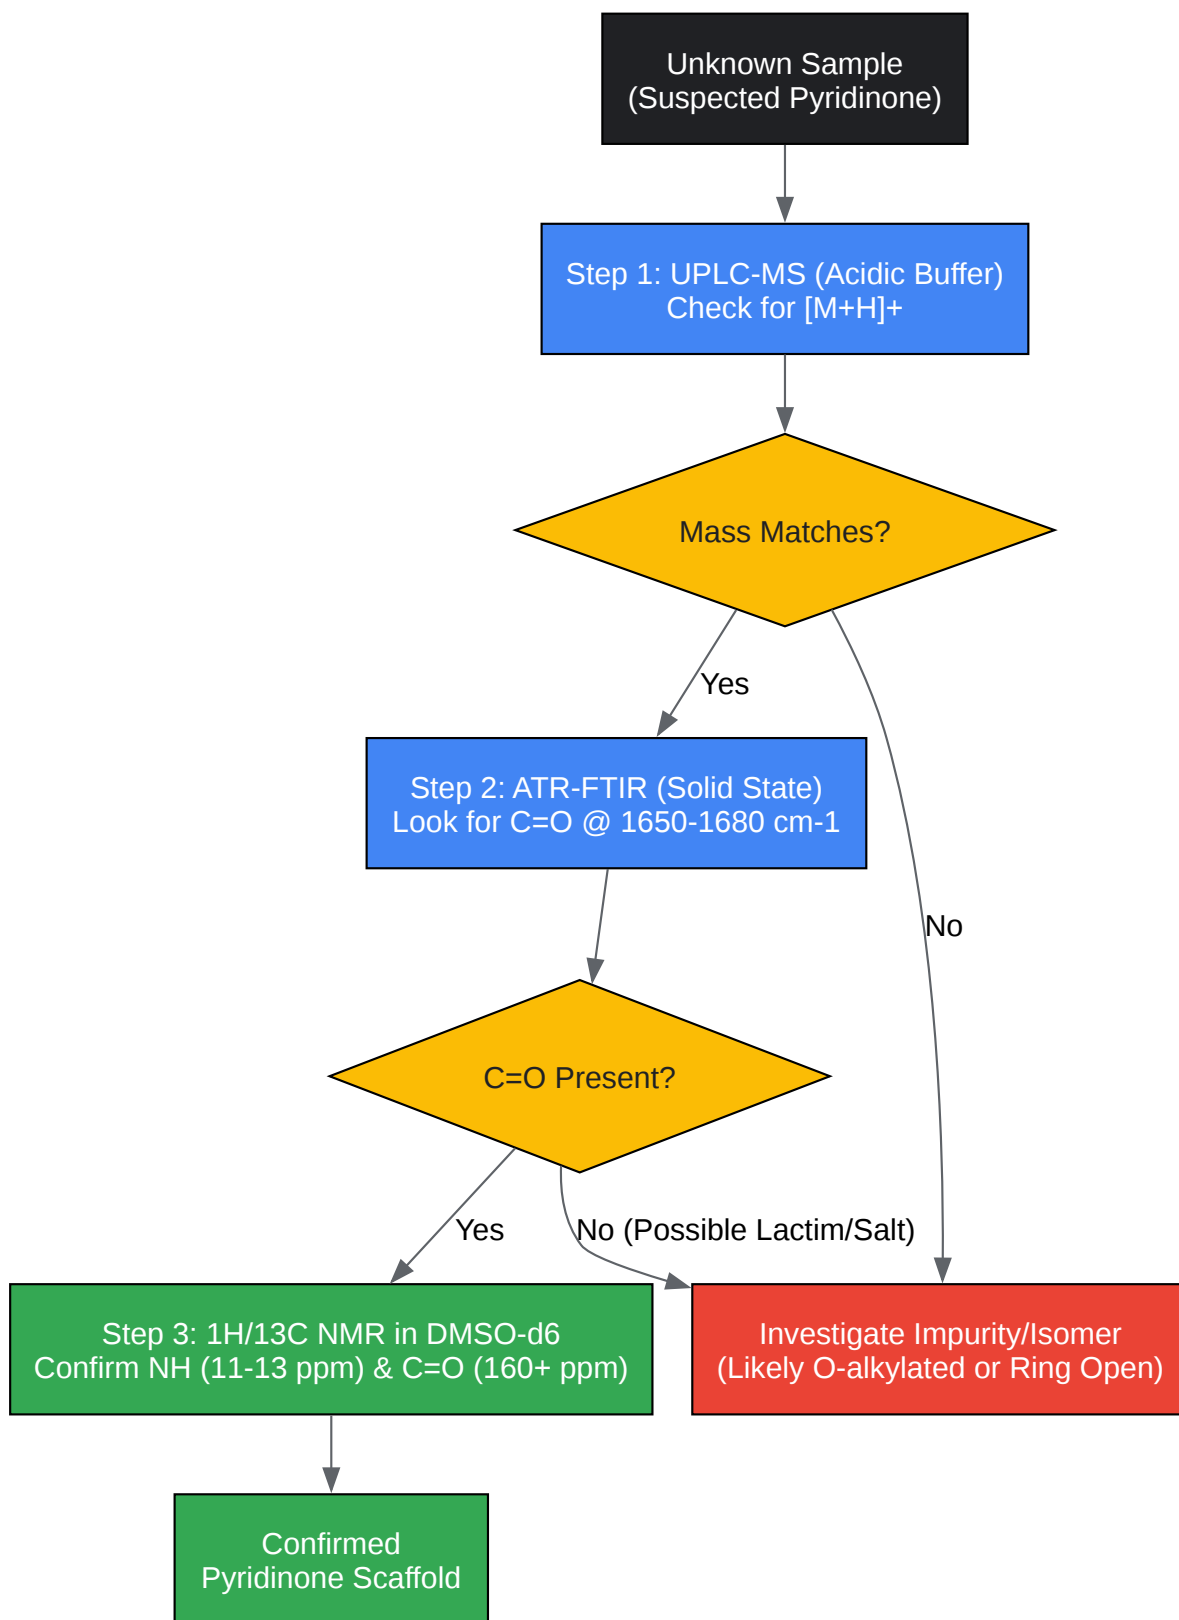 Unknown Sample
(Suspected Pyridinone)
Step 1: UPLC-MS (Acidic Buffer)
Check for [M+H]+
Mass Matches?
Yes
Step 2: ATR-FTIR (Solid State)
Look for C=O @ 1650-1680 cm-1
No
C=O Present?
Yes
No (Possible Lactim/Salt)
Step 3: 1H/13C NMR in DMSO-d6
Confirm NH (11-13 ppm) & C=O (160+ ppm)
Investigate Impurity/Isomer
(Likely O-alkylated or Ring Open)
Confirmed
Pyridinone Scaffold